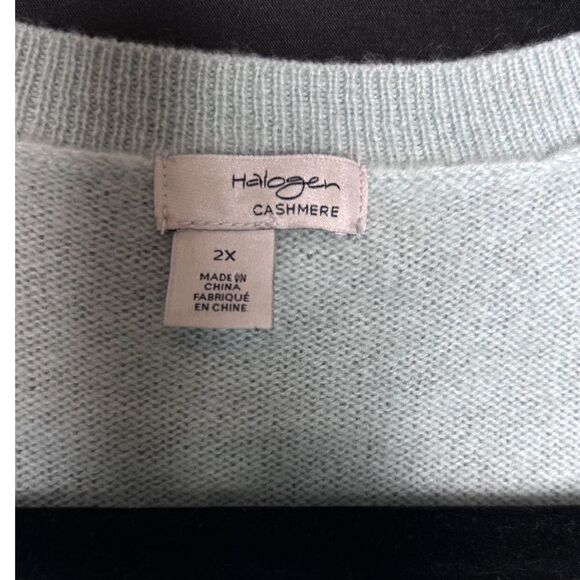 Halogen
CASHMERE
2X
MADE IN
CHINA
FABRIQUÉ
EN CHINE